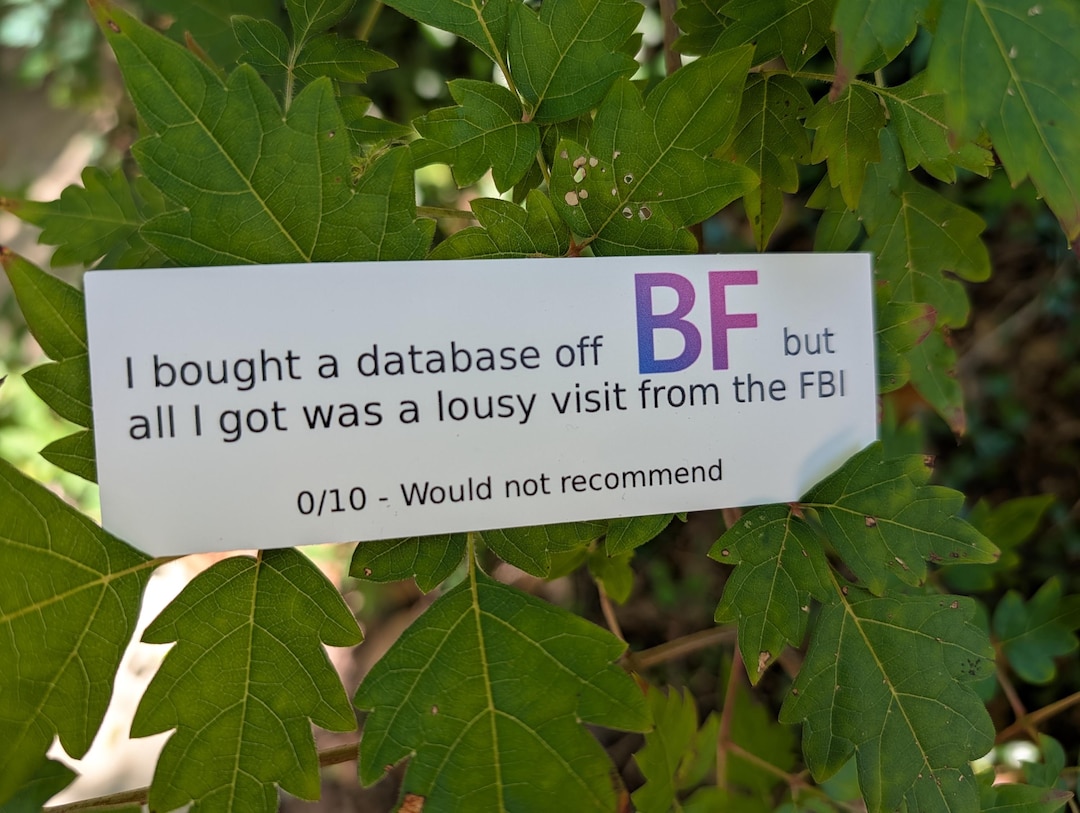 I bought a database off BF but
all I got was a lousy visit from the FBI
0/10 - Would not recommend